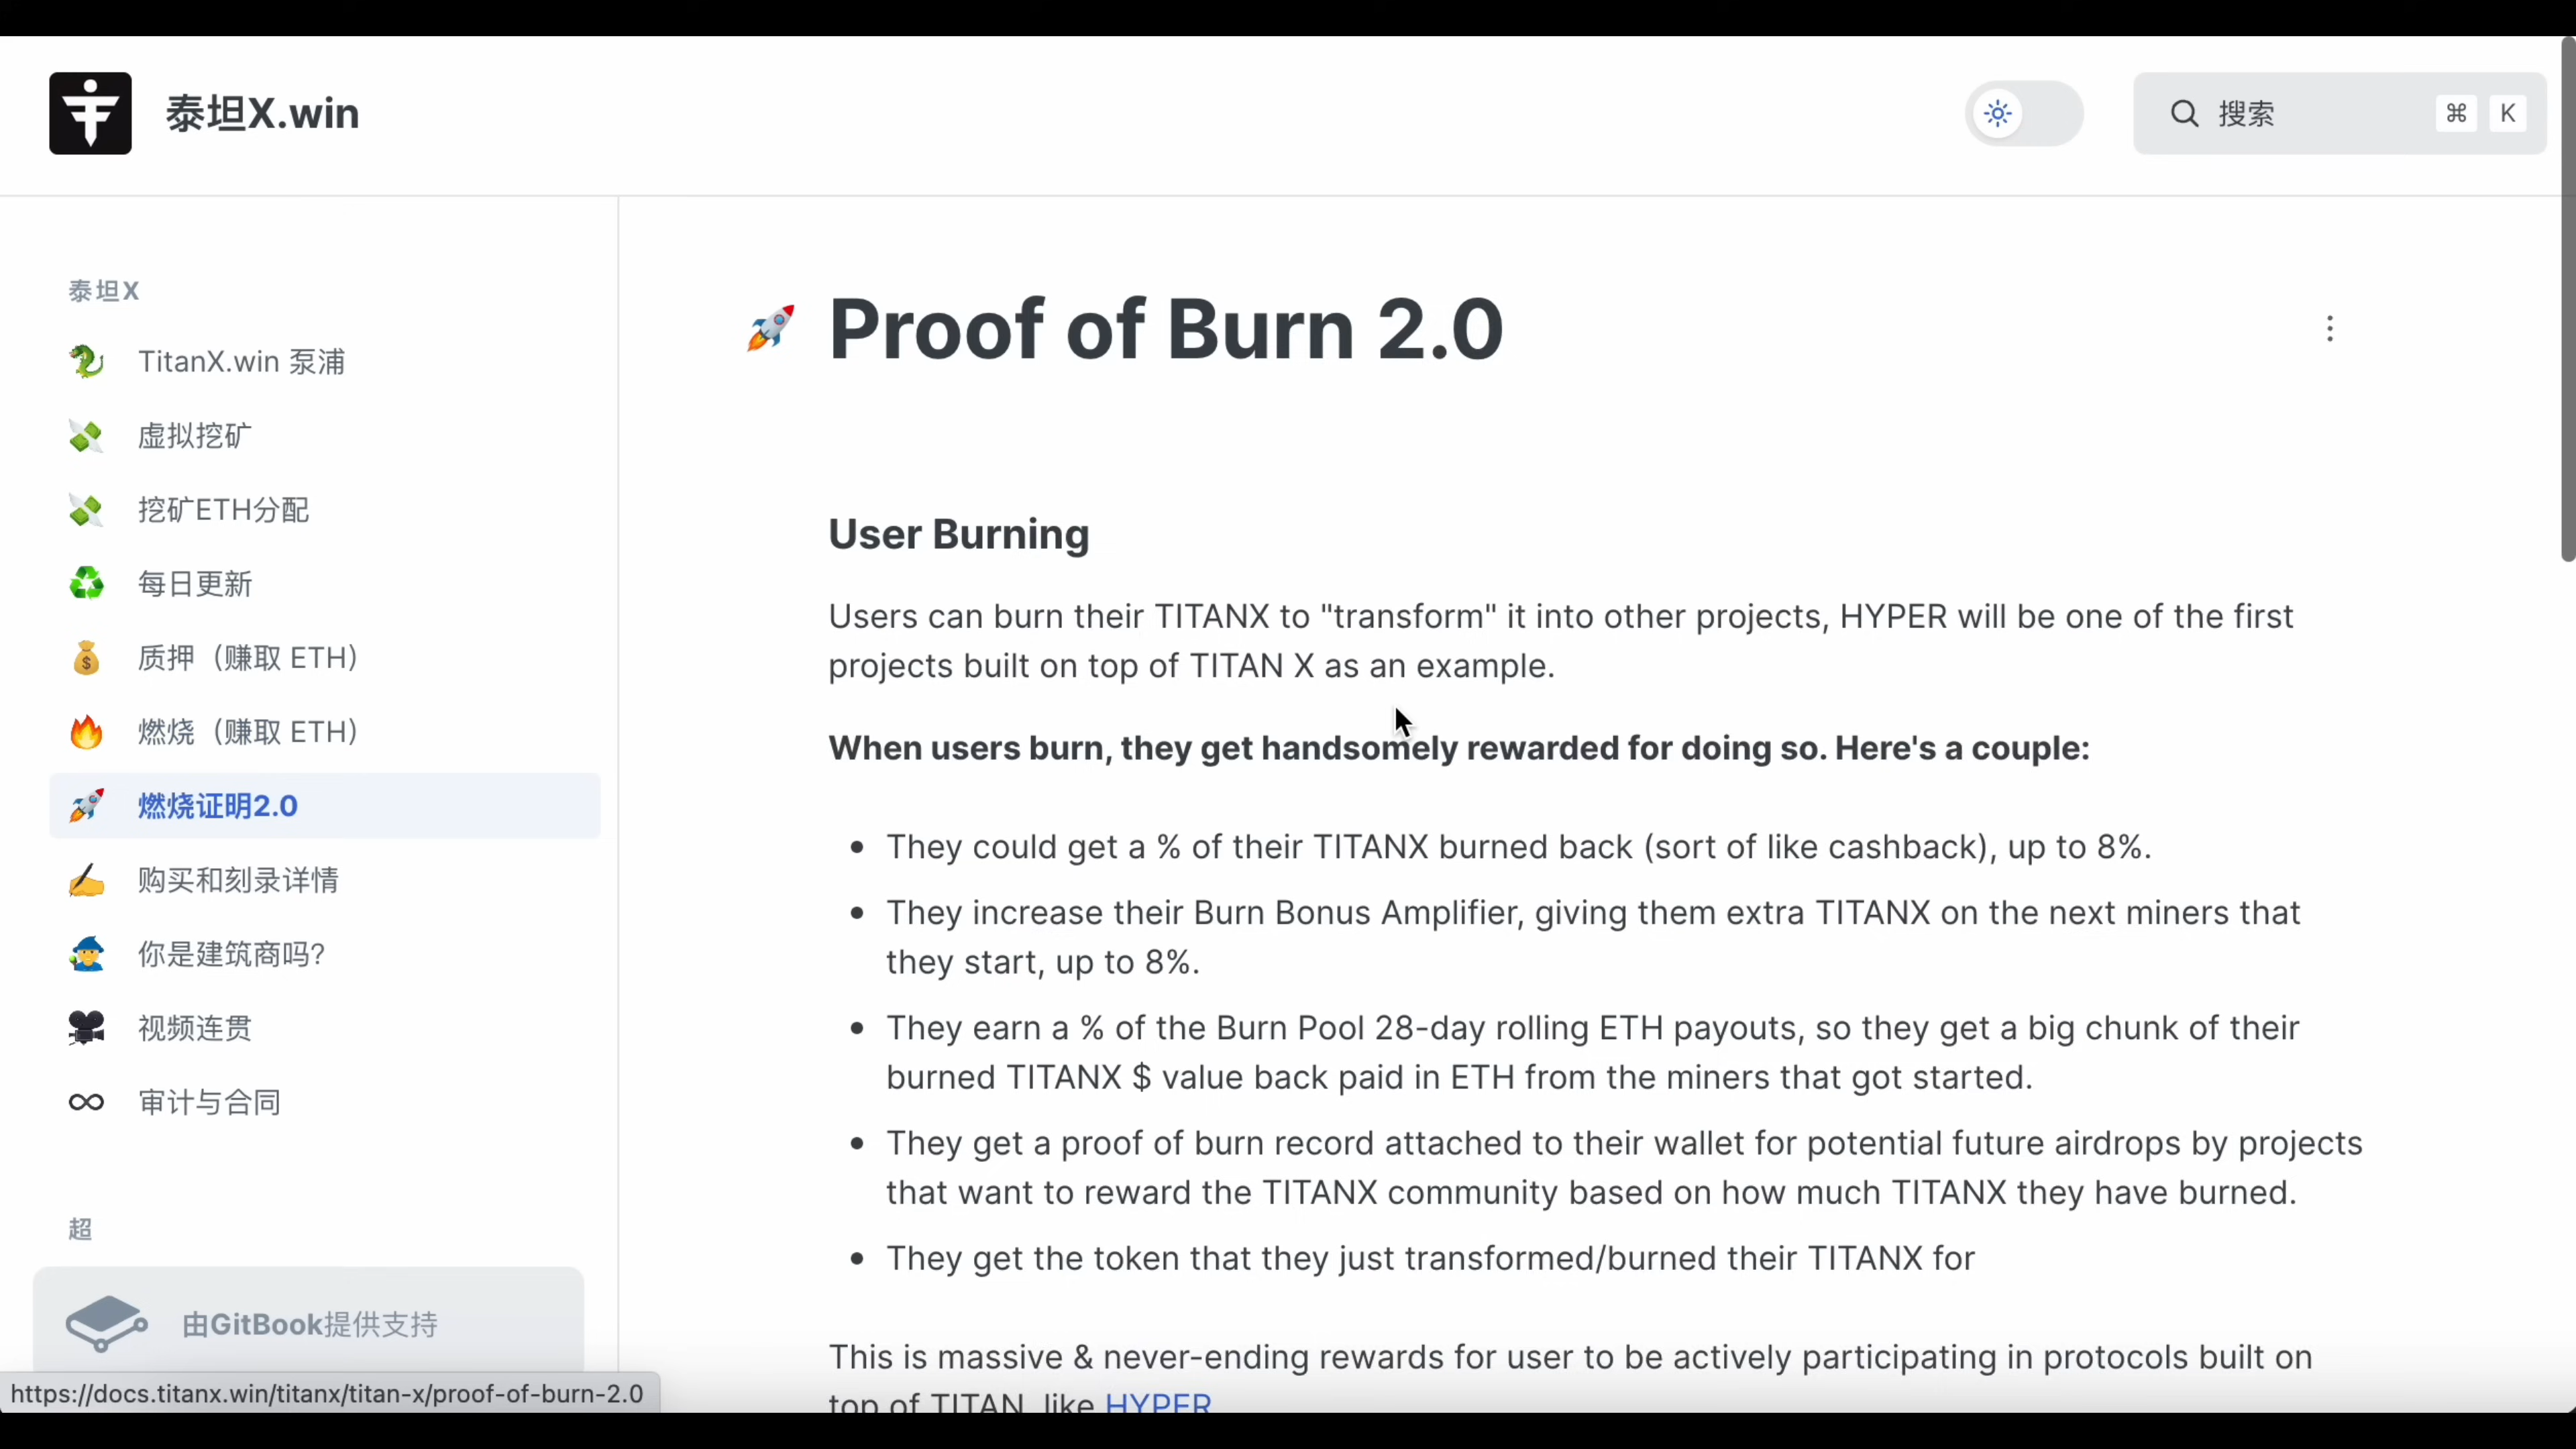 泰坦X.win
搜索
⌘ K
泰坦X
TitanX.win 泵浦
虚拟挖矿
挖矿ETH分配
每日更新
质押（赚取 ETH）
燃烧（赚取 ETH）
燃烧证明2.0
购买和刻录详情
你是建筑商吗?
视频连贯
审计与合同
超
由GitBook提供支持
https://docs.titanx.win/titanx/titan-x/proof-of-burn-2.0
Proof of Burn 2.0
User Burning
Users can burn their TITANX to "transform" it into other projects, HYPER will be one of the first
projects built on top of TITAN X as an example.
When users burn, they get handsomely rewarded for doing so. Here's a couple:
• They could get a % of their TITANX burned back (sort of like cashback), up to 8%.
• They increase their Burn Bonus Amplifier, giving them extra TITANX on the next miners that
they start, up to 8%.
• They earn a % of the Burn Pool 28-day rolling ETH payouts, so they get a big chunk of their
burned TITANX $ value back paid in ETH from the miners that got started.
• They get a proof of burn record attached to their wallet for potential future airdrops by projects
that want to reward the TITANX community based on how much TITANX they have burned.
• They get the token that they just transformed/burned their TITANX for
This is massive & never-ending rewards for user to be actively participating in protocols built on
top of TITAN, like HYPER